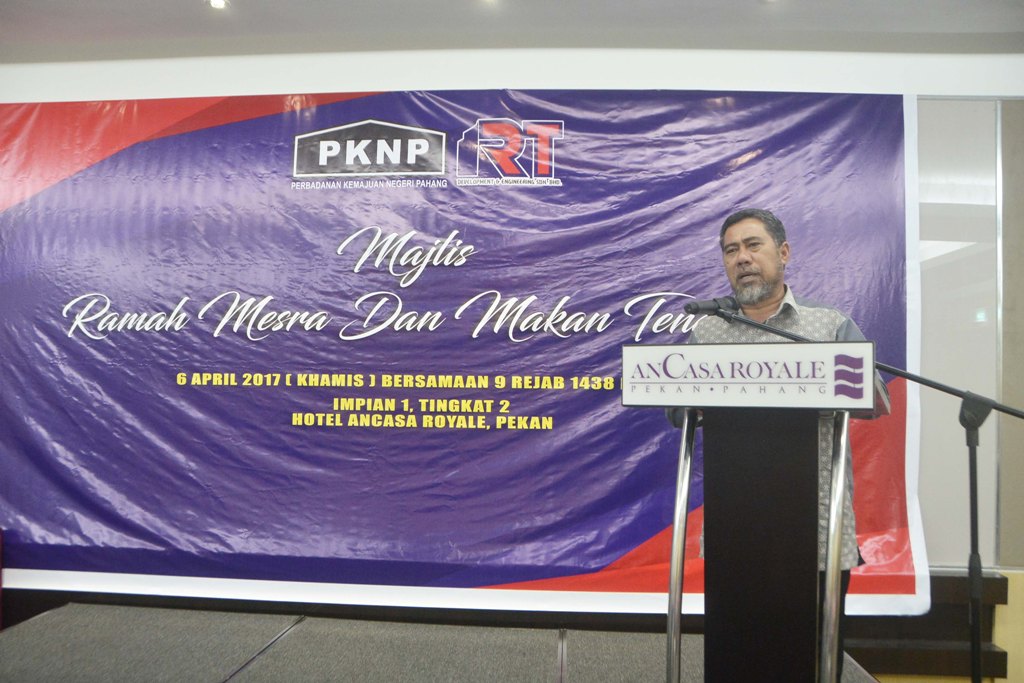 PKNP
PERBADANAN KEMAJUAN NEGERI PAHANG
RT
DEVELOPMENT & ENGINEERING SDN. BHD.
Majlis
Ramah Mesra Dan Makan Ten
6 APRIL 2017 ( KHAMIS ) BERSAMAAN 9 REJAB 1438
IMPIAN 1, TINGKAT 2
HOTEL ANCASA ROYALE, PEKAN
ANCASA ROYALE
PEKAN • PAHANG